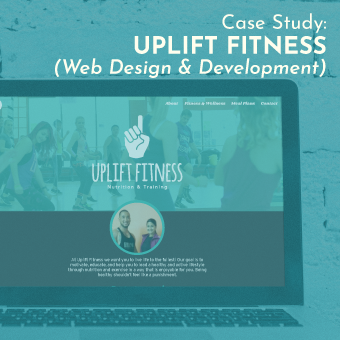 Case Study:
UPLIFT FITNESS
(Web Design & Development)
About Fitness & Wellness Meal Plans Contact
UPLIFT FITNESS
Nutrition & Training
At Uplift Fitness we want you to live life to the fullest! Our goal is to
motivate, educate, and help you to lead a healthy and active lifestyle
through nutrition and exercise in a way that is enjoyable for you. Being
healthy shouldn't feel like a punishment.